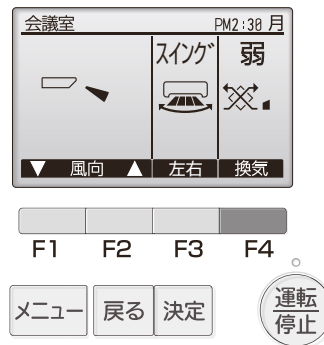 会議室 PM2:30 月
スイング 弱
▼ 風向 ▲ 左右 換気
F1 F2 F3 F4
メニュー 戻る 決定 運転
停止